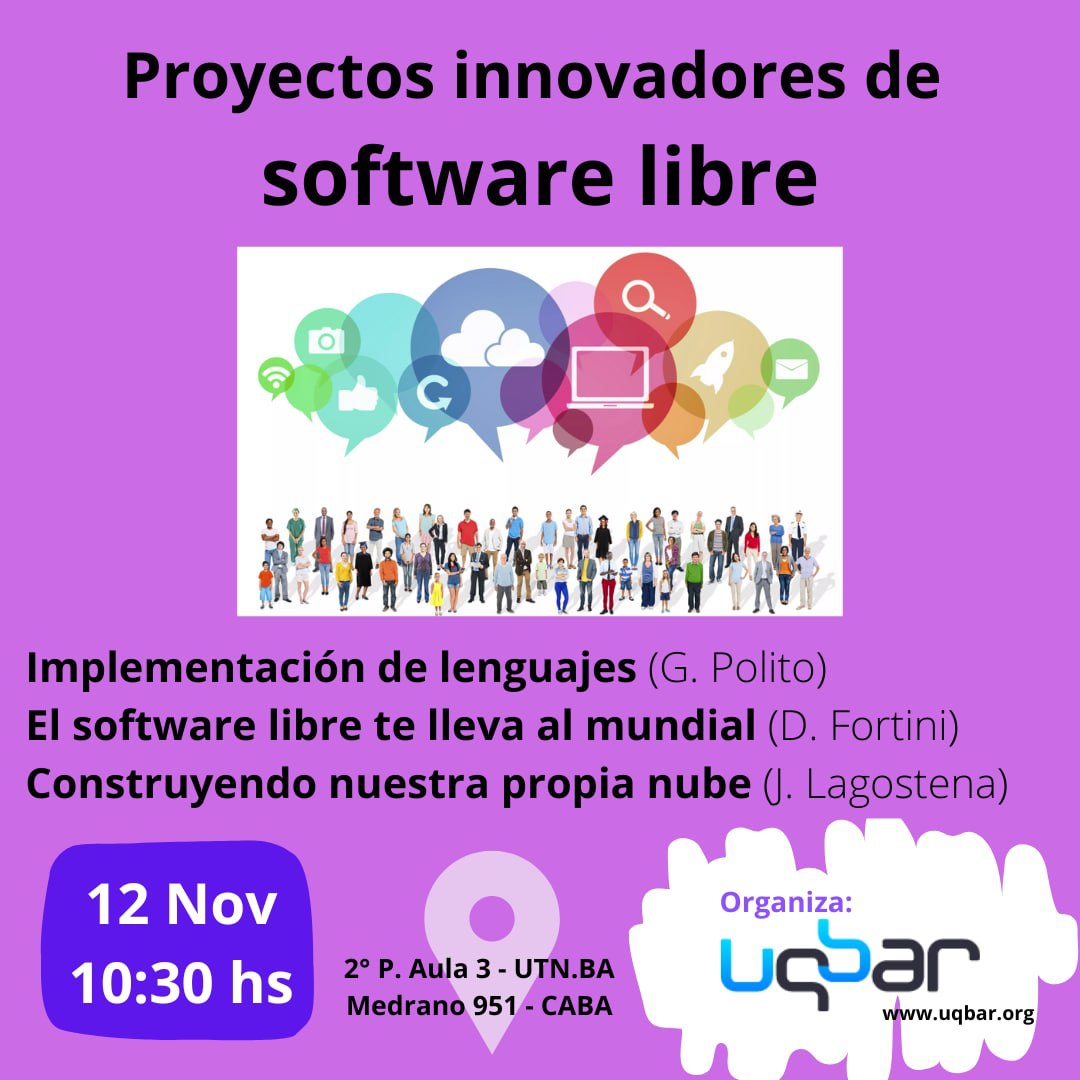 Proyectos innovadores de
software libre
Implementación de lenguajes (G. Polito)
El software libre te lleva al mundial (D. Fortini)
Construyendo nuestra propia nube (J. Lagostena)
12 Nov
10:30 hs
2° P. Aula 3 - UTN.BA
Medrano 951 - CABA
Organiza:
uqbar
www.uqbar.org